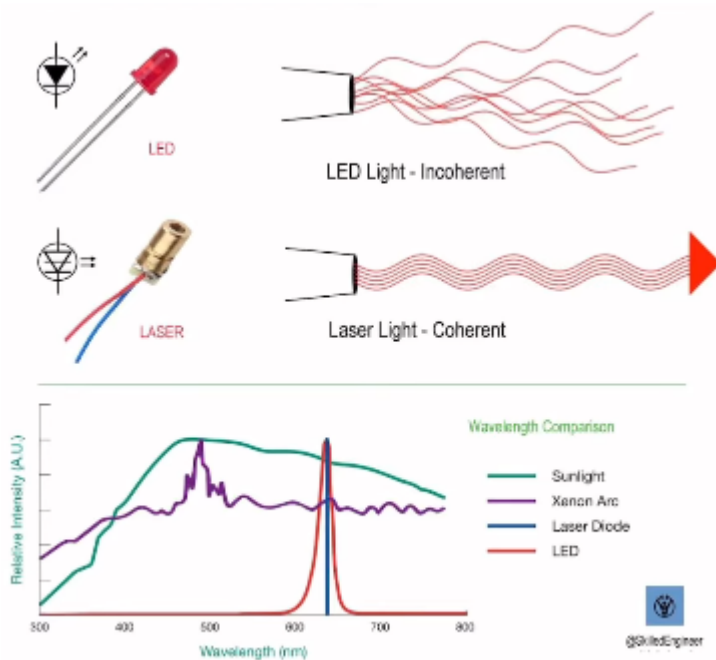 LED
LED Light - Incoherent
LASER
Laser Light - Coherent
Wavelength Comparison
Sunlight
Xenon Arc
Laser Diode
LED
Relative Intensity (A.U.)
300 400 500 600 700 800
Wavelength (nm)
@SkilledEngineer